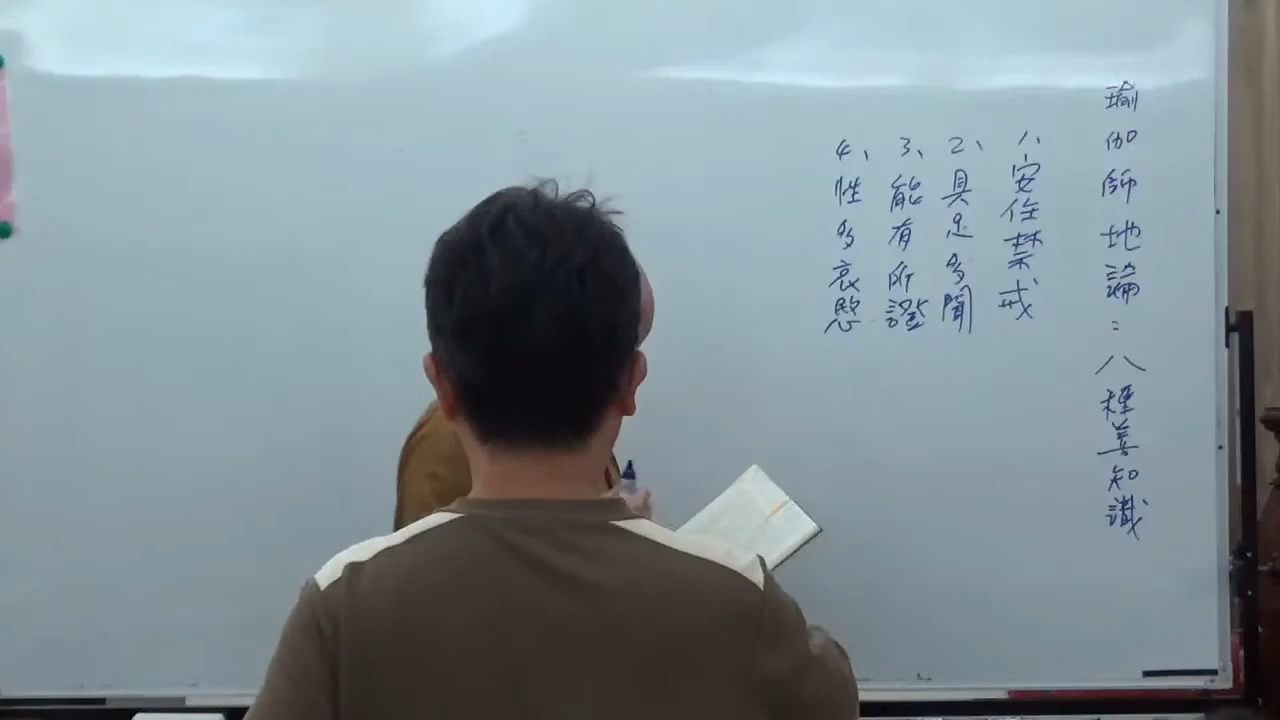 瑜伽師地論：八種善知識
1、安住禁戒
2、具足多聞
3、能有所證
4、性多哀愍